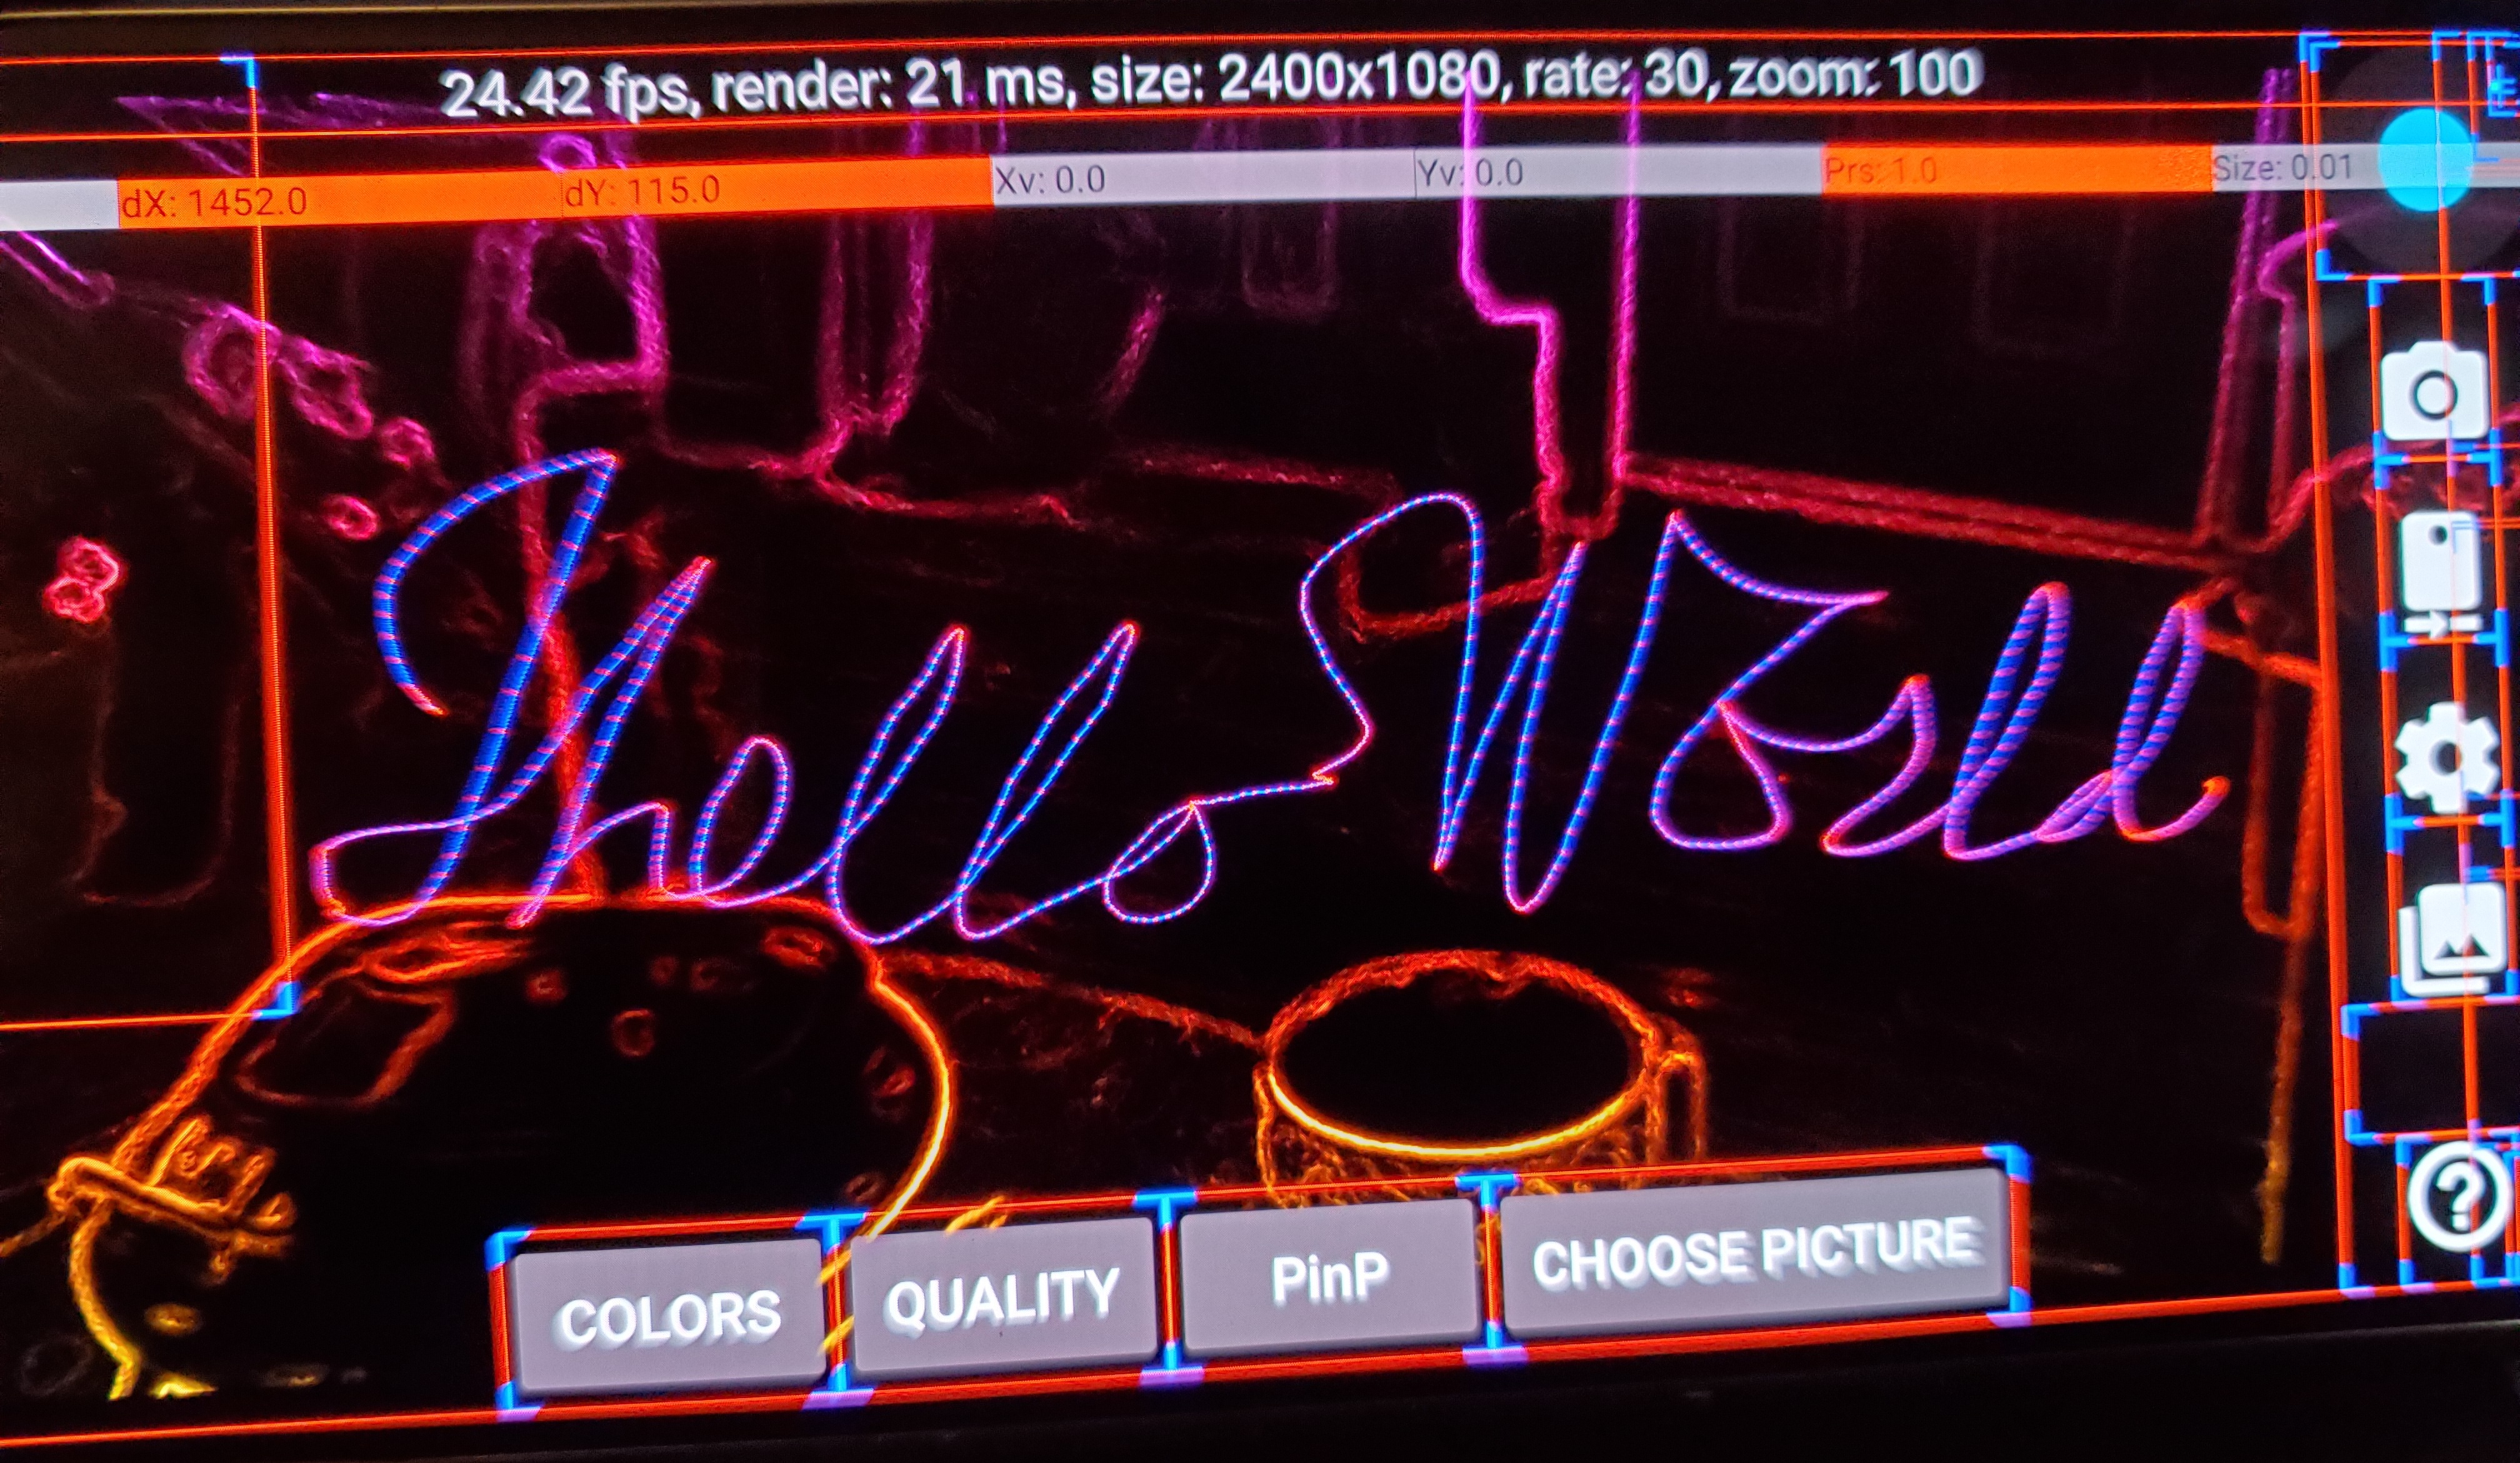 24.42 fps, render: 21 ms, size: 2400x1080, rate: 30, zoom: 100
dX: 1452.0 dY: 115.0 Xv: 0.0 Yv: 0.0 Prs: 1.0 Size: 0.01
Hello World
COLORS QUALITY PinP CHOOSE PICTURE